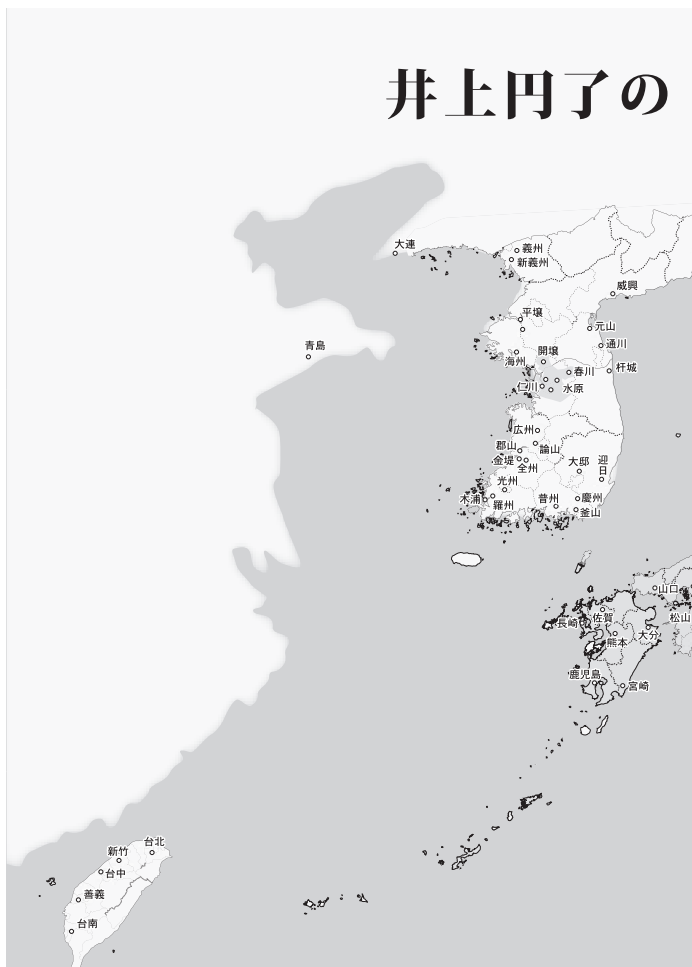 井上円了の
大連
義州
新義州
威興
平壌
元山
青島
通川
開壌
海州
春川
杆城
仁川
水原
広州
郡山
論山
金堤
全州
大邸
迎日
光州
木浦
羅州
普州
慶州
釜山
山口
佐賀
長崎
松山
大分
熊本
鹿児島
宮崎
台北
新竹
台中
善義
台南